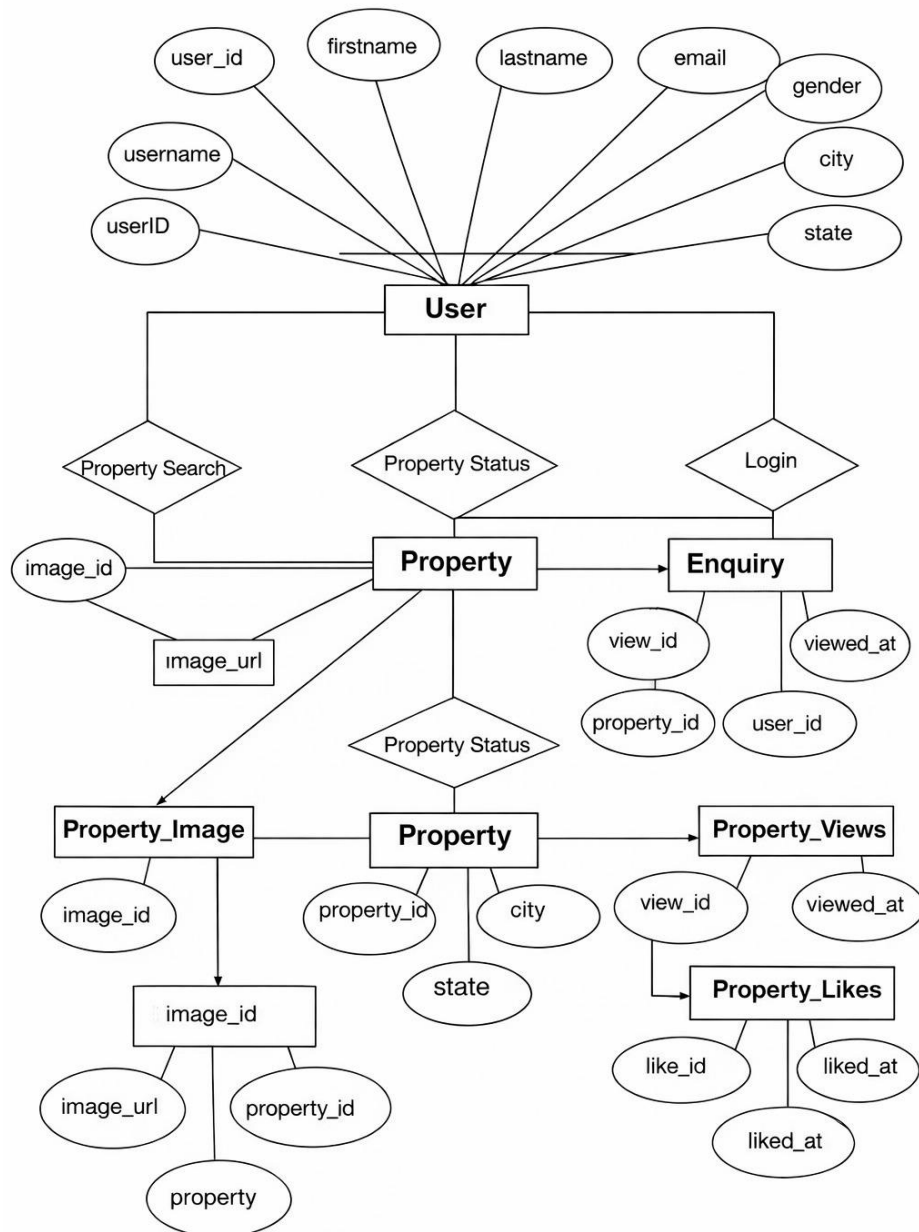 firstname
lastname
email
user_id
gender
username
city
userID
state
User
Property Search
Property Status
Login
Property
Enquiry
image_id
ımage_url
view_id
viewed_at
property_id
user_id
Property Status
Property_Image
Property
Property_Views
image_id
property_id
city
view_id
viewed_at
state
Property_Likes
image_id
like_id
liked_at
image_url
property_id
liked_at
property